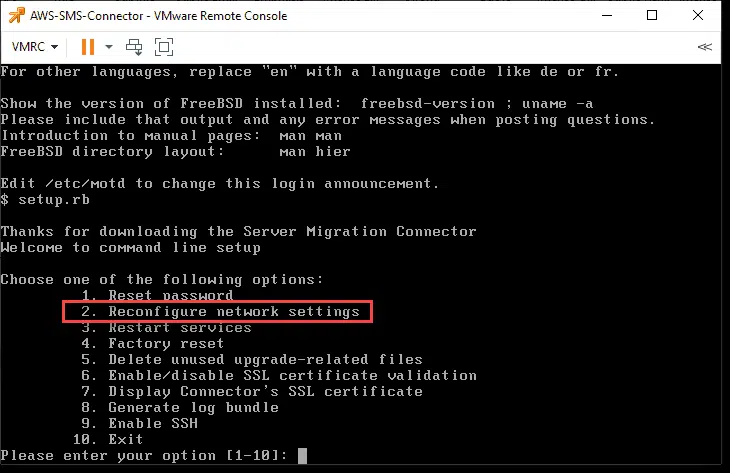 AWS-SMS-Connector - VMware Remote Console
VMRC
For other languages, replace "en" with a language code like de or fr.
Show the version of FreeBSD installed:  freebsd-version ; uname -a
Please include that output and any error messages when posting questions.
Introduction to manual pages:  man man
FreeBSD directory layout:      man hier
Edit /etc/motd to change this login announcement.
$ setup.rb
Thanks for downloading the Server Migration Connector
Welcome to command line setup
Choose one of the following options:
1. Reset password
2. Reconfigure network settings
3. Restart services
4. Factory reset
5. Delete unused upgrade-related files
6. Enable/disable SSL certificate validation
7. Display Connector's SSL certificate
8. Generate log bundle
9. Enable SSH
10. Exit
Please enter your option [1-10]: